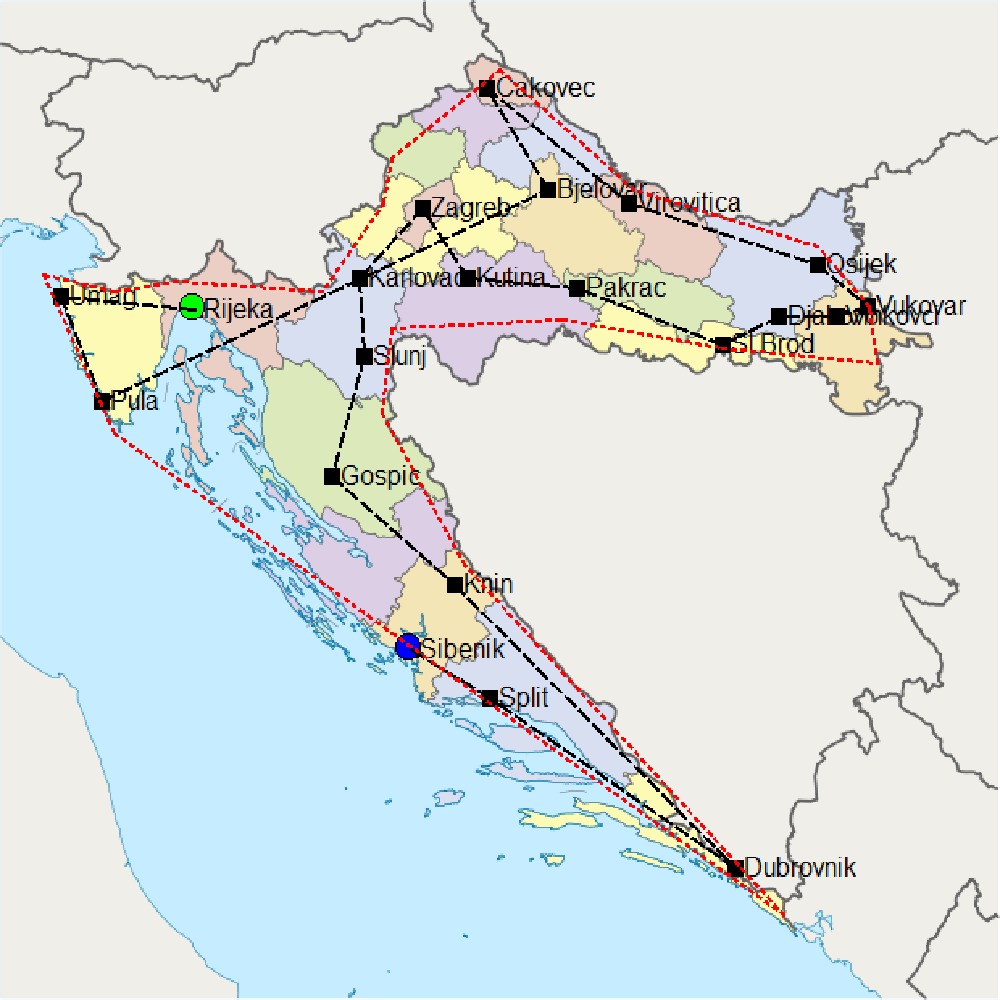 Cakovec
Bjelovar
Virovitica
Zagreb
Osijek
Karlovac
Kutina
Pakrac
Umag
Rijeka
Vukovar
Vinkovci
Sl Brod
Slunj
Pula
Gospic
Knin
Sibenik
Split
Dubrovnik